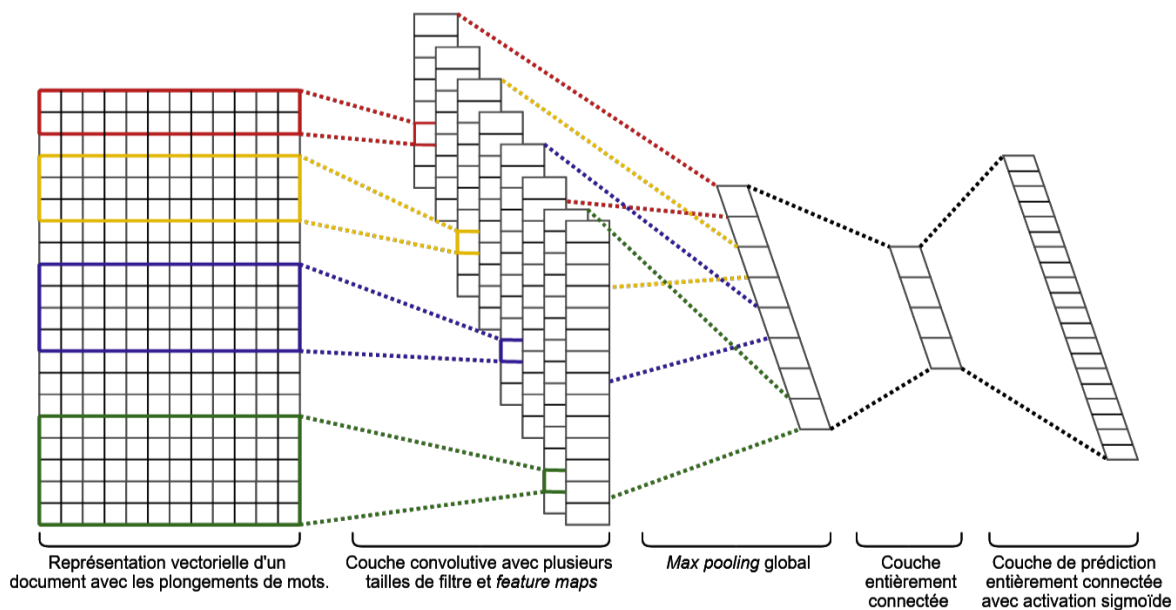 Représentation vectorielle d'un
document avec les plongements de mots.
Couche convolutive avec plusieurs
tailles de filtre et feature maps
Max pooling global
Couche
entièrement
connectée
Couche de prédiction
entièrement connectée
avec activation sigmoïde